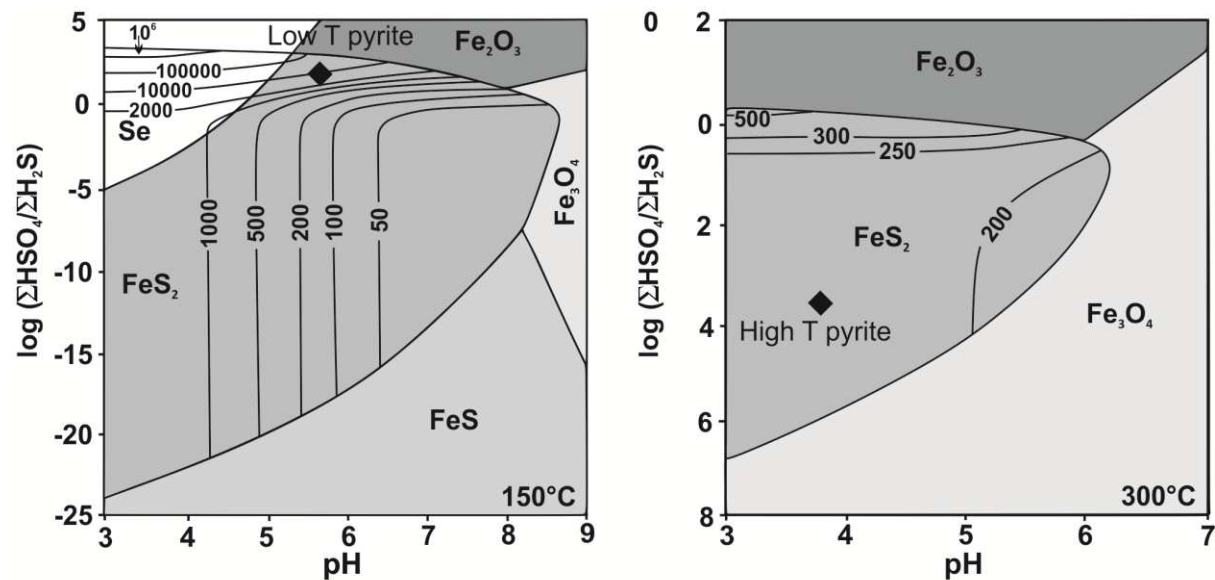 5
0
-5
-10
-15
-20
-25
log (ΣHSO₄/ΣH₂S)
10⁶
100000
10000
2000
Se
Low T pyrite
Fe₂O₃
1000
500
200
100
50
FeS₂
Fe₃O₄
FeS
150°C
3 4 5 6 7 8 9
pH
0
2
0
2
4
6
8
log (ΣHSO₄/ΣH₂S)
Fe₂O₃
500
300
250
200
FeS₂
High T pyrite
Fe₃O₄
300°C
3 4 5 6 7
pH